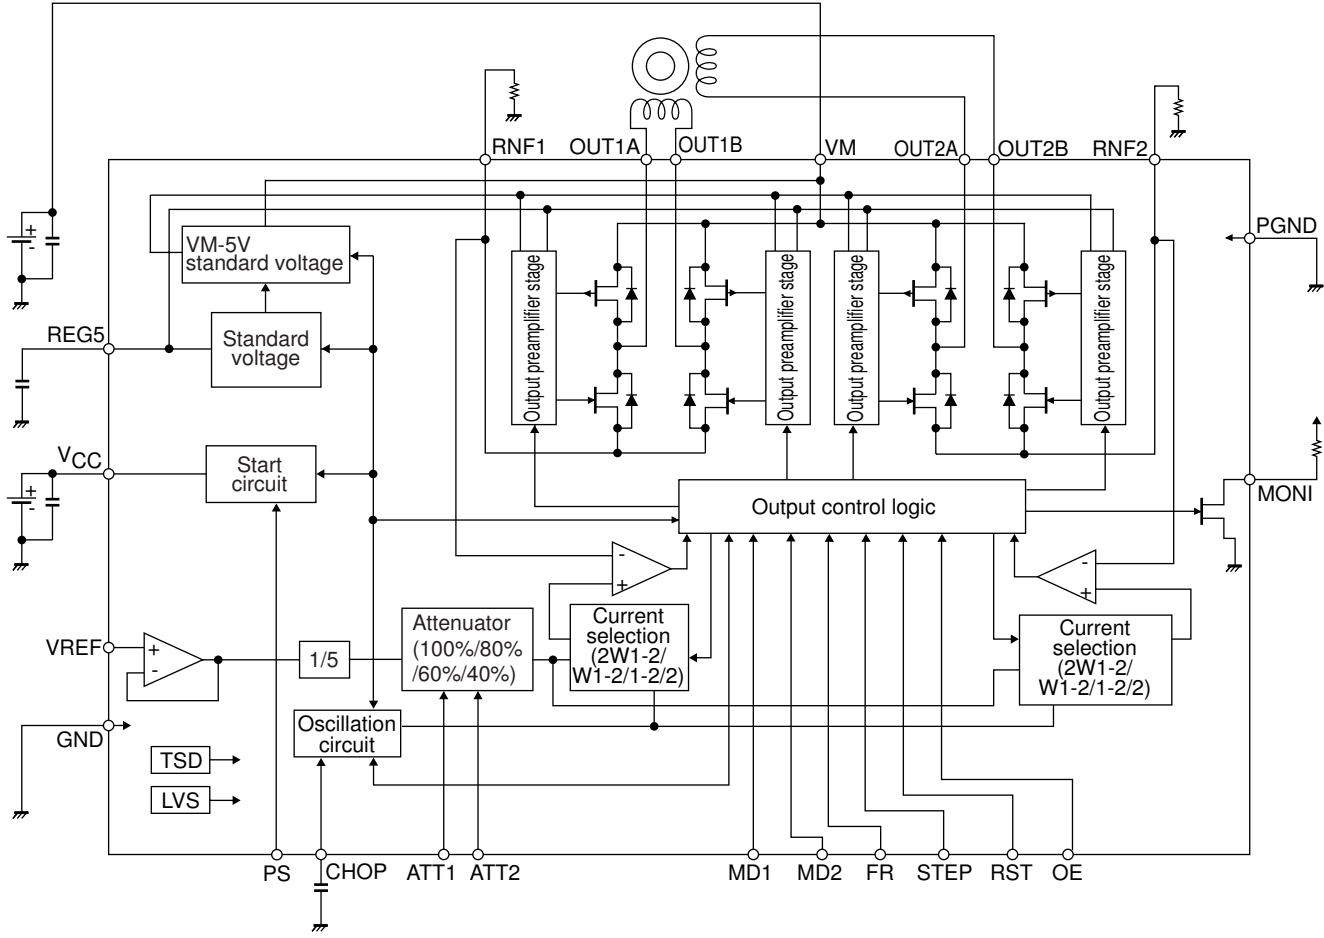 RNF1
OUT1A
OUT1B
VM
OUT2A
OUT2B
RNF2
+
-
VM-5V
standard voltage
PGND
REG5
Standard
voltage
Output preamplifier stage
Output preamplifier stage
Output preamplifier stage
Output preamplifier stage
VCC
+
-
Start
circuit
Output control logic
MONI
-
+
-
+
VREF
+
-
1/5
Attenuator
(100%/80%
/60%/40%)
Current
selection
(2W1-2/
W1-2/1-2/2)
Current
selection
(2W1-2/
W1-2/1-2/2)
GND
Oscillation
circuit
TSD
LVS
PS
CHOP
ATT1
ATT2
MD1
MD2
FR
STEP
RST
OE